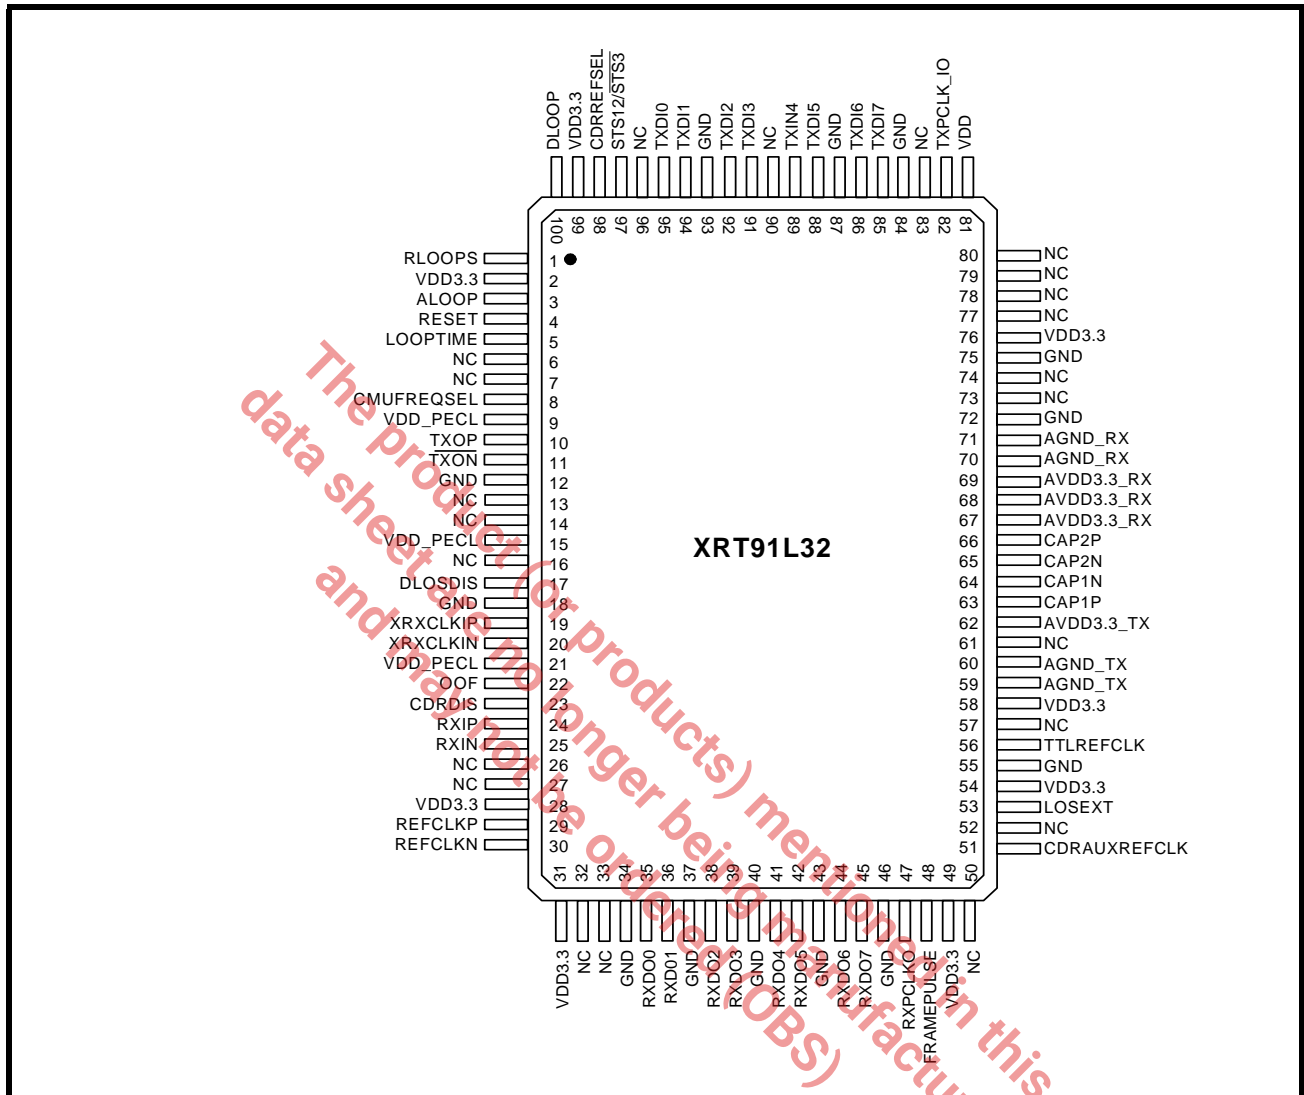 DLOOP
VDD3.3
CDRREFSEL
STS12/STS3
NC
TXDI0
TXDI1
GND
TXDI2
TXDI3
NC
TXIN4
TXDI5
GND
TXDI6
TXDI7
GND
NC
TXPCLK_IO
VDD
100
99
98
97
96
95
94
93
92
91
90
89
88
87
86
85
84
83
82
81
RLOOPS 1
VDD3.3 2
ALOOP 3
RESET 4
LOOPTIME 5
NC 6
NC 7
CMUFREQSEL 8
VDD_PECL 9
TXOP 10
TXON 11
GND 12
NC 13
NC 14
VDD_PECL 15
NC 16
DLOSDIS 17
GND 18
XRXCLKIP 19
XRXCLKIN 20
VDD_PECL 21
OOF 22
CDRDIS 23
RXIP 24
RXIN 25
NC 26
NC 27
VDD3.3 28
REFCLKP 29
REFCLKN 30
XRT91L32
80 NC
79 NC
78 NC
77 NC
76 VDD3.3
75 GND
74 NC
73 NC
72 GND
71 AGND_RX
70 AGND_RX
69 AVDD3.3_RX
68 AVDD3.3_RX
67 AVDD3.3_RX
66 CAP2P
65 CAP2N
64 CAP1N
63 CAP1P
62 AVDD3.3_TX
61 NC
60 AGND_TX
59 AGND_TX
58 VDD3.3
57 NC
56 TTLREFCLK
55 GND
54 VDD3.3
53 LOSEXT
52 NC
51 CDRAUXREFCLK
31
32
33
34
35
36
37
38
39
40
41
42
43
44
45
46
47
48
49
50
VDD3.3
NC
NC
GND
RXDO0
RXD01
GND
RXDO2
RXDO3
GND
RXDO4
RXDO5
GND
RXDO6
RXDO7
GND
RXPCLKO
FRAMEPULSE
VDD3.3
NC
The product (or products) mentioned in this
data sheet are no longer being manufactu
and may not be ordered (OBS)